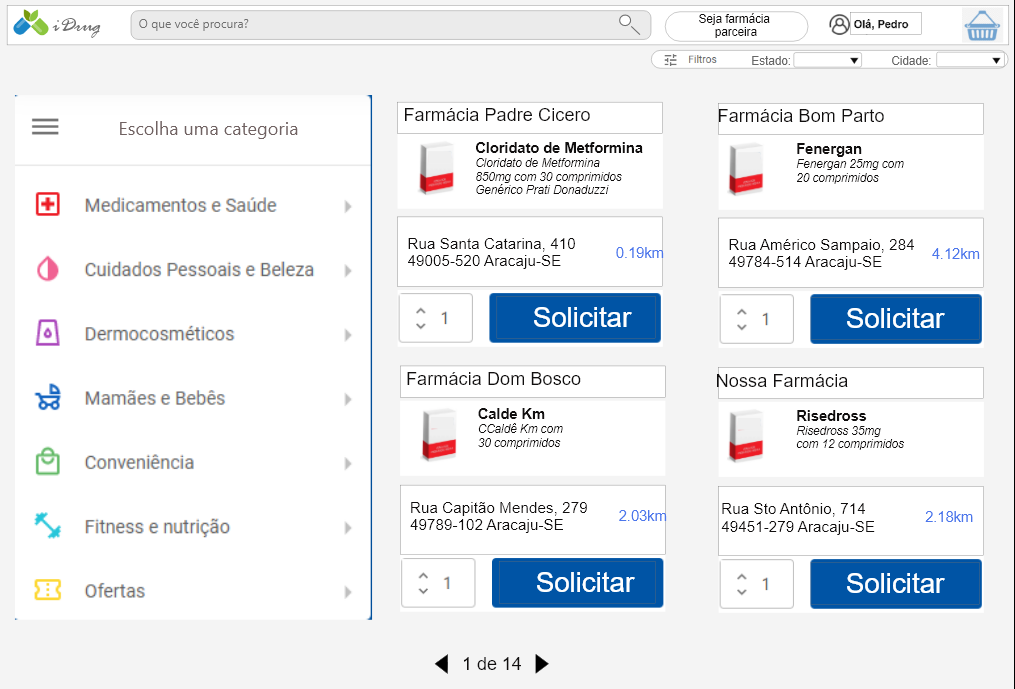 iDrug
O que você procura?
Seja farmácia
parceira
Olá, Pedro
Filtros
Estado:
Cidade:
Escolha uma categoria
Medicamentos e Saúde
Cuidados Pessoais e Beleza
Dermocosméticos
Mamães e Bebês
Conveniência
Fitness e nutrição
Ofertas
Farmácia Padre Cicero
Cloridato de Metformina
Cloridato de Metformina
850mg com 30 comprimidos
Genérico Prati Donaduzzi
Rua Santa Catarina, 410
49005-520 Aracaju-SE
0.19km
1
Solicitar
Farmácia Bom Parto
Fenergan
Fenergan 25mg com
20 comprimidos
Rua Américo Sampaio, 284
49784-514 Aracaju-SE
4.12km
1
Solicitar
Farmácia Dom Bosco
Calde Km
CCaldê Km com
30 comprimidos
Rua Capitão Mendes, 279
49789-102 Aracaju-SE
2.03km
1
Solicitar
Nossa Farmácia
Risedross
Risedross 35mg
com 12 comprimidos
Rua Sto Antônio, 714
49451-279 Aracaju-SE
2.18km
1
Solicitar
1 de 14